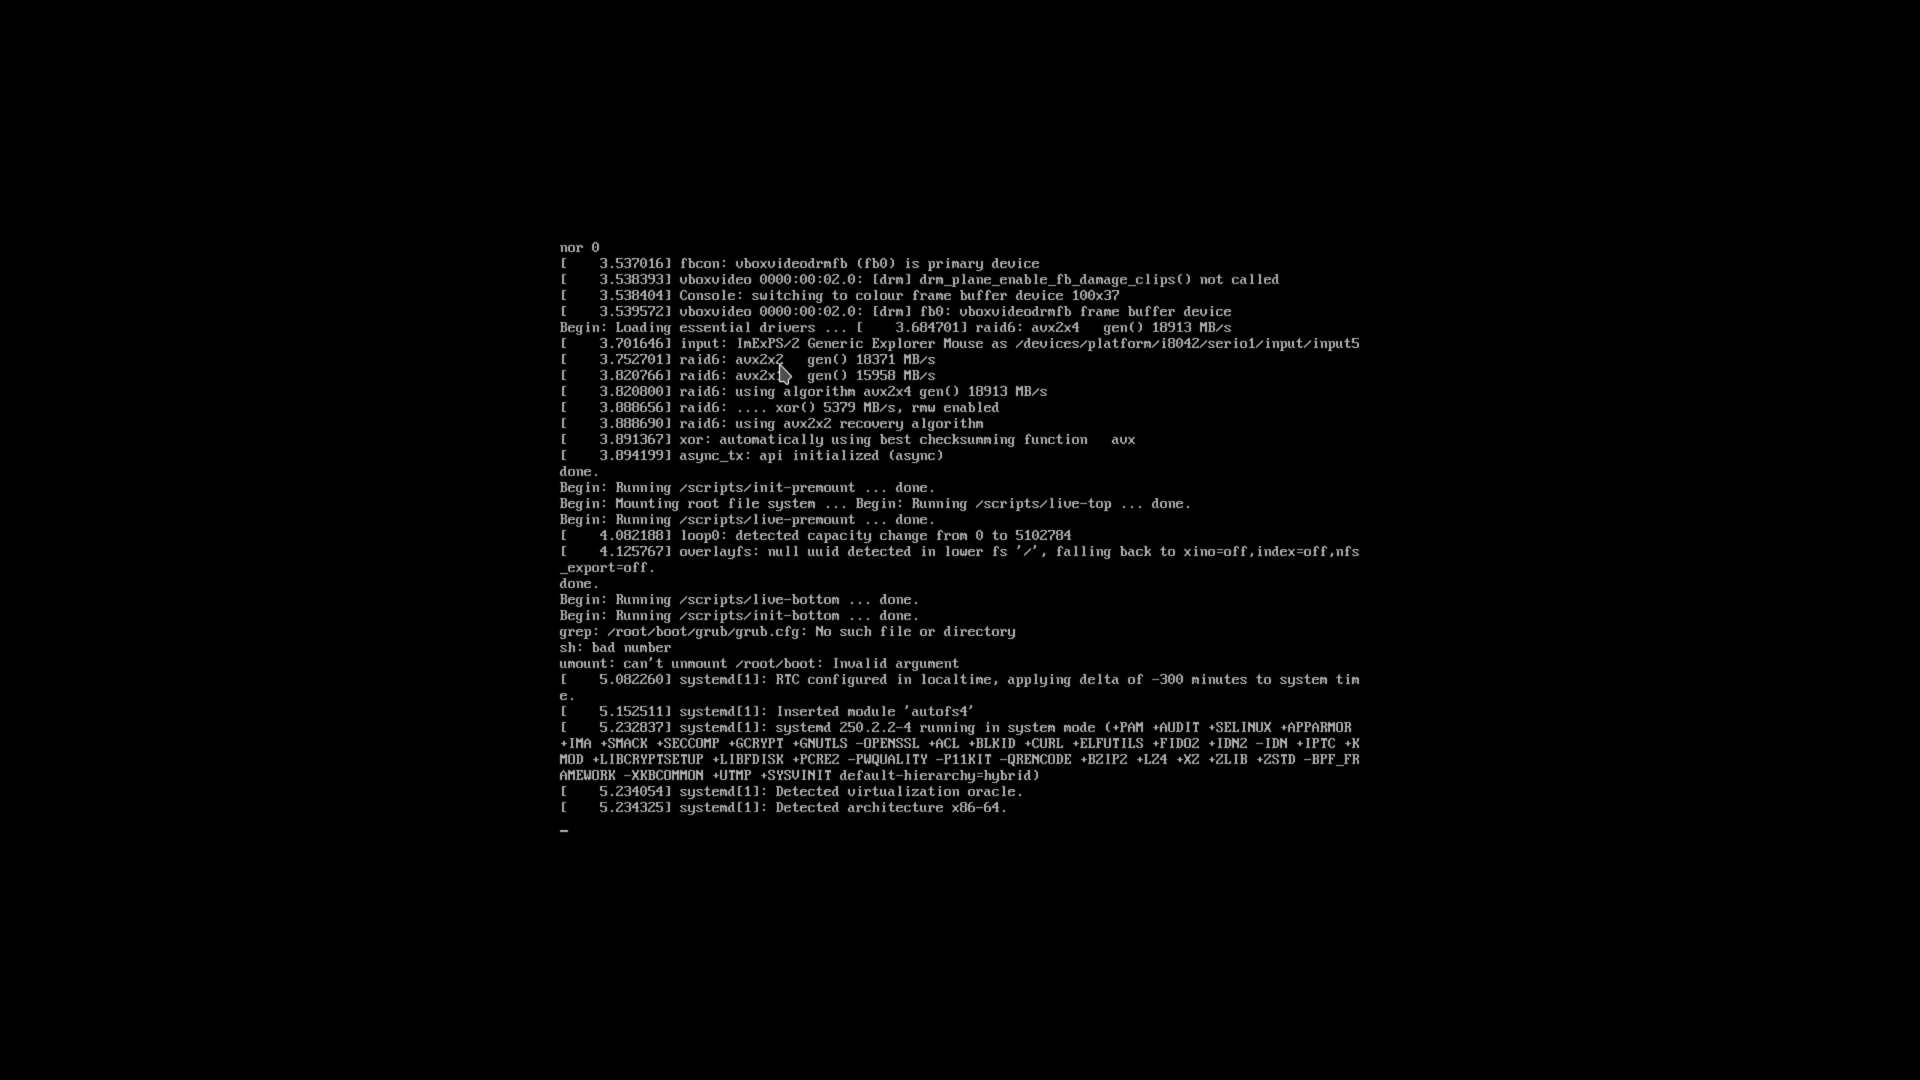 nor 0
[    3.537016] fbcon: vboxvideodrmfb (fb0) is primary device
[    3.538393] vboxvideo 0000:00:02.0: [drm] drm_plane_enable_fb_damage_clips() not called
[    3.538404] Console: switching to colour frame buffer device 100x37
[    3.539572] vboxvideo 0000:00:02.0: [drm] fb0: vboxvideodrmfb frame buffer device
Begin: Loading essential drivers ... [    3.684701] raid6: avx2x4   gen() 18913 MB/s
[    3.701646] input: ImExPS/2 Generic Explorer Mouse as /devices/platform/i8042/serio1/input/input5
[    3.752701] raid6: avx2x2   gen() 18371 MB/s
[    3.820766] raid6: avx2x1   gen() 15958 MB/s
[    3.820800] raid6: using algorithm avx2x4 gen() 18913 MB/s
[    3.888656] raid6: .... xor() 5379 MB/s, rmw enabled
[    3.888690] raid6: using avx2x2 recovery algorithm
[    3.891367] xor: automatically using best checksumming function   avx
[    3.894199] async_tx: api initialized (async)
done.
Begin: Running /scripts/init-premount ... done.
Begin: Mounting root file system ... Begin: Running /scripts/live-top ... done.
Begin: Running /scripts/live-premount ... done.
[    4.082188] loop0: detected capacity change from 0 to 5102784
[    4.125767] overlayfs: null uuid detected in lower fs '/', falling back to xino=off,index=off,nfs
_export=off.
done.
Begin: Running /scripts/live-bottom ... done.
Begin: Running /scripts/init-bottom ... done.
grep: /root/boot/grub/grub.cfg: No such file or directory
sh: bad number
umount: can't unmount /root/boot: Invalid argument
[    5.082260] systemd[1]: RTC configured in localtime, applying delta of -300 minutes to system tim
e.
[    5.152511] systemd[1]: Inserted module 'autofs4'
[    5.232837] systemd[1]: systemd 250.2.2-4 running in system mode (+PAM +AUDIT +SELINUX +APPARMOR
+IMA +SMACK +SECCOMP +GCRYPT +GNUTLS -OPENSSL +ACL +BLKID +CURL +ELFUTILS +FIDO2 +IDN2 -IDN +IPTC +K
MOD +LIBCRYPTSETUP +LIBFDISK +PCRE2 -PWQUALITY -P11KIT -QRENCODE +BZIP2 +LZ4 +XZ +ZLIB +ZSTD -BPF_FR
AMEWORK -XKBCOMMON +UTMP +SYSVINIT default-hierarchy=hybrid)
[    5.234054] systemd[1]: Detected virtualization oracle.
[    5.234325] systemd[1]: Detected architecture x86-64.
_